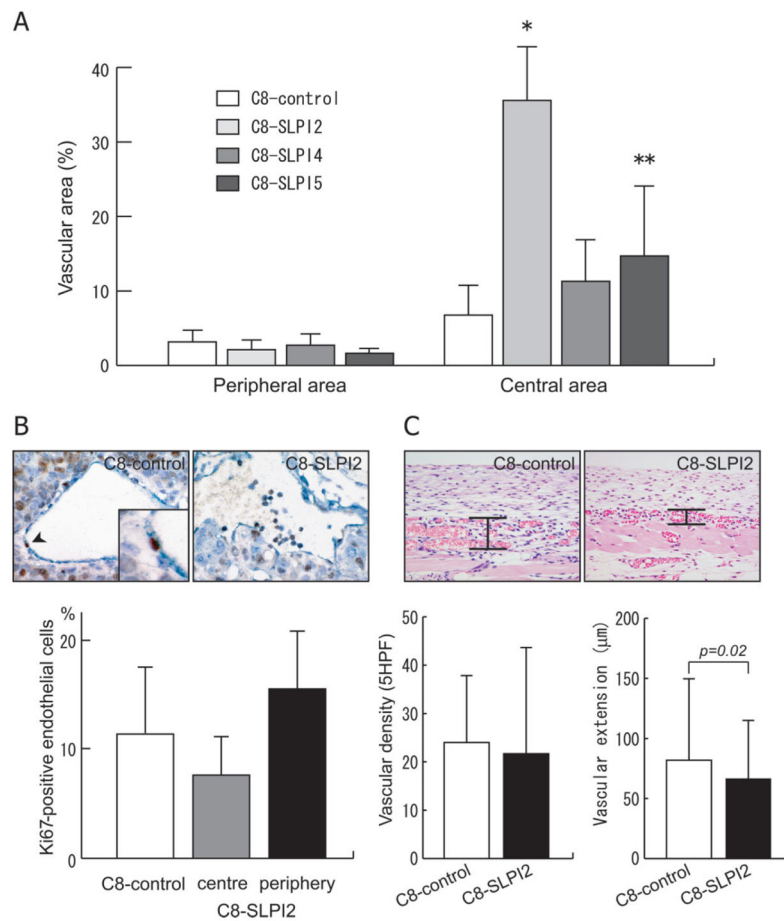 A
40
30
20
10
0
Vascular area (%)
C8-control
C8-SLPI2
C8-SLPI4
C8-SLPI5
*
**
Peripheral area
Central area
B
C8-control
C8-SLPI2
%
20
10
0
Ki67-positive endothelial cells
C8-control
centre
periphery
C8-SLPI2
C
C8-control
C8-SLPI2
50
40
30
20
10
0
Vascular density (5HPF)
C8-control
C8-SLPI2
200
150
100
50
0
Vascular extension (μm)
p=0.02
C8-control
C8-SLPI2